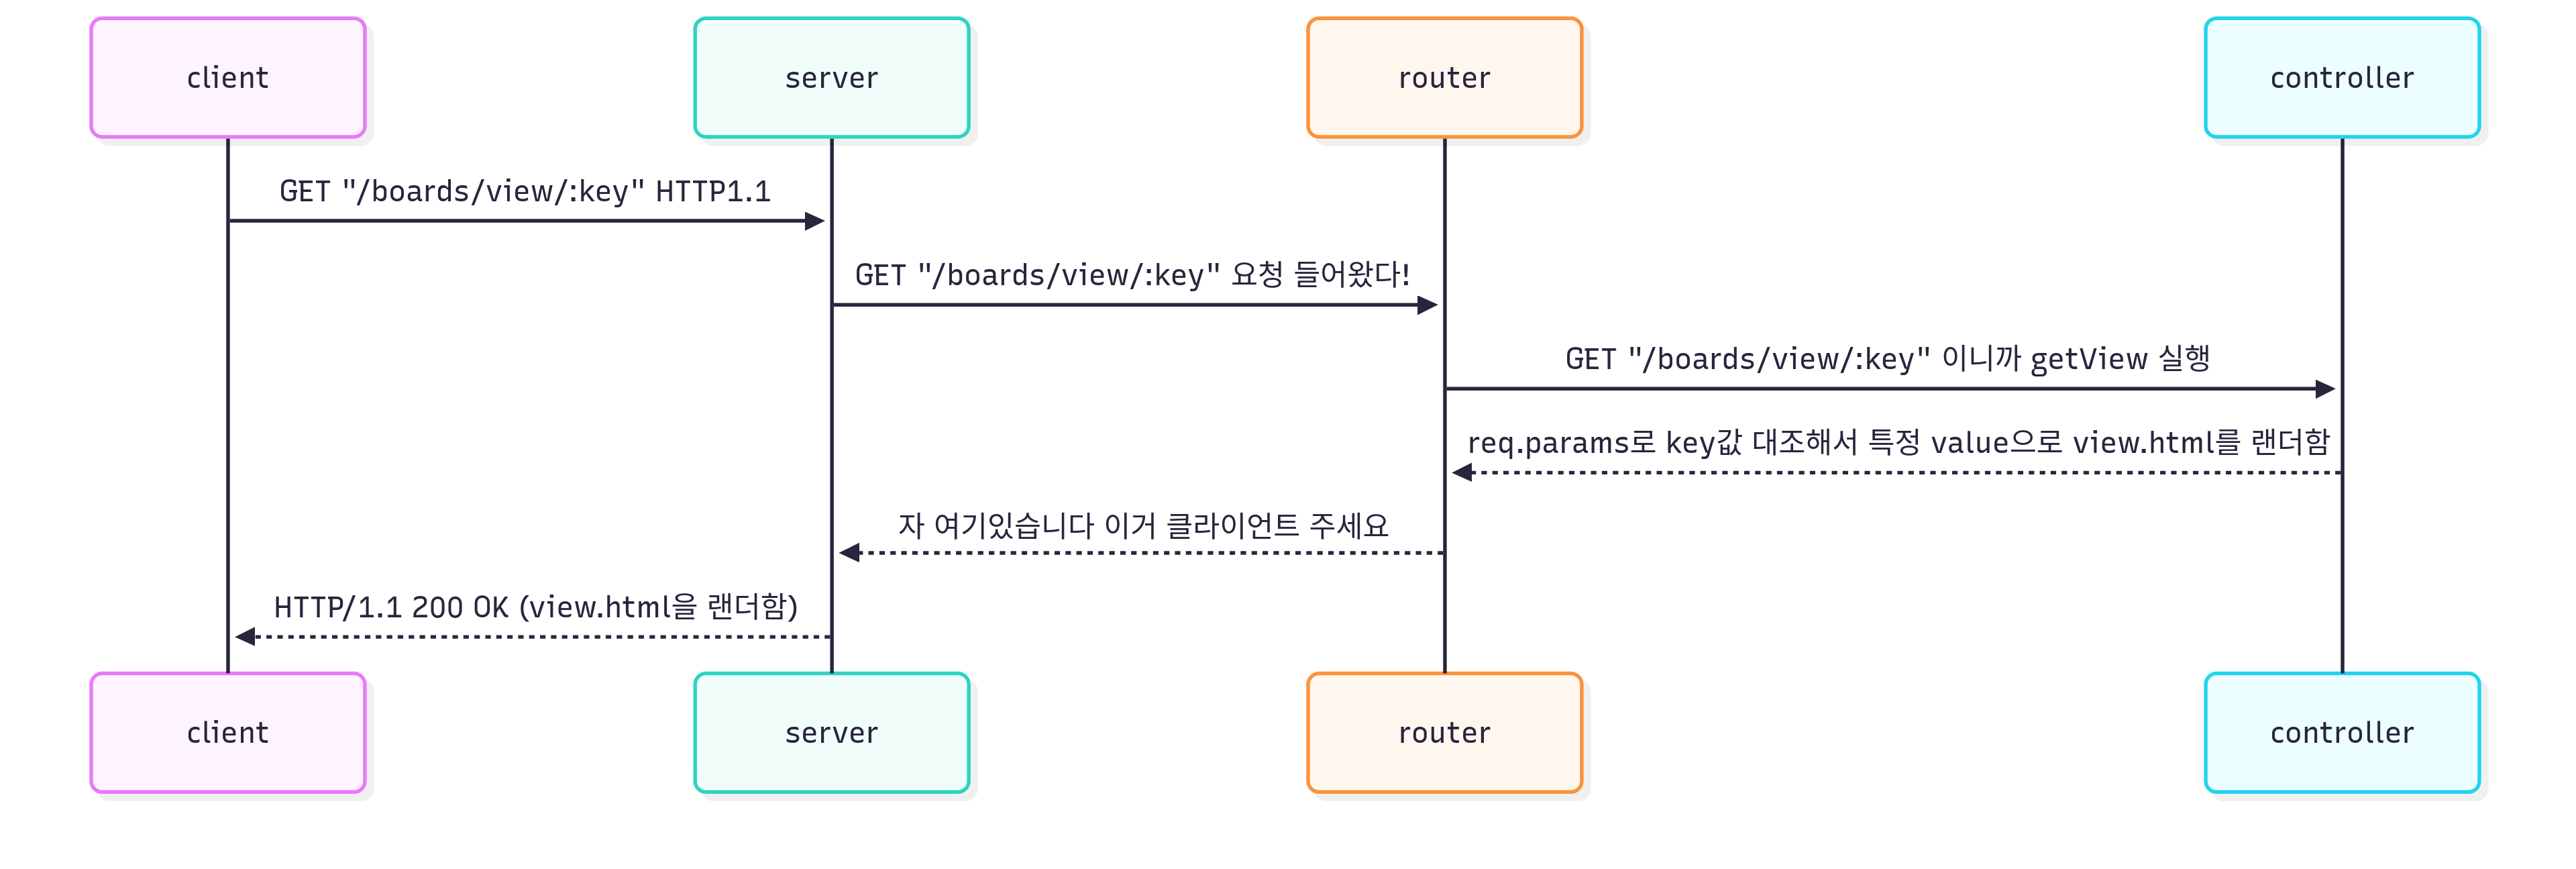 client
server
router
controller
GET "/boards/view/:key" HTTP1.1
GET "/boards/view/:key" 요청 들어왔다!
GET "/boards/view/:key" 이니까 getView 실행
req.params로 key값 대조해서 특정 value으로 view.html를 랜더함
자 여기있습니다 이거 클라이언트 주세요
HTTP/1.1 200 OK (view.html을 랜더함)
client
server
router
controller